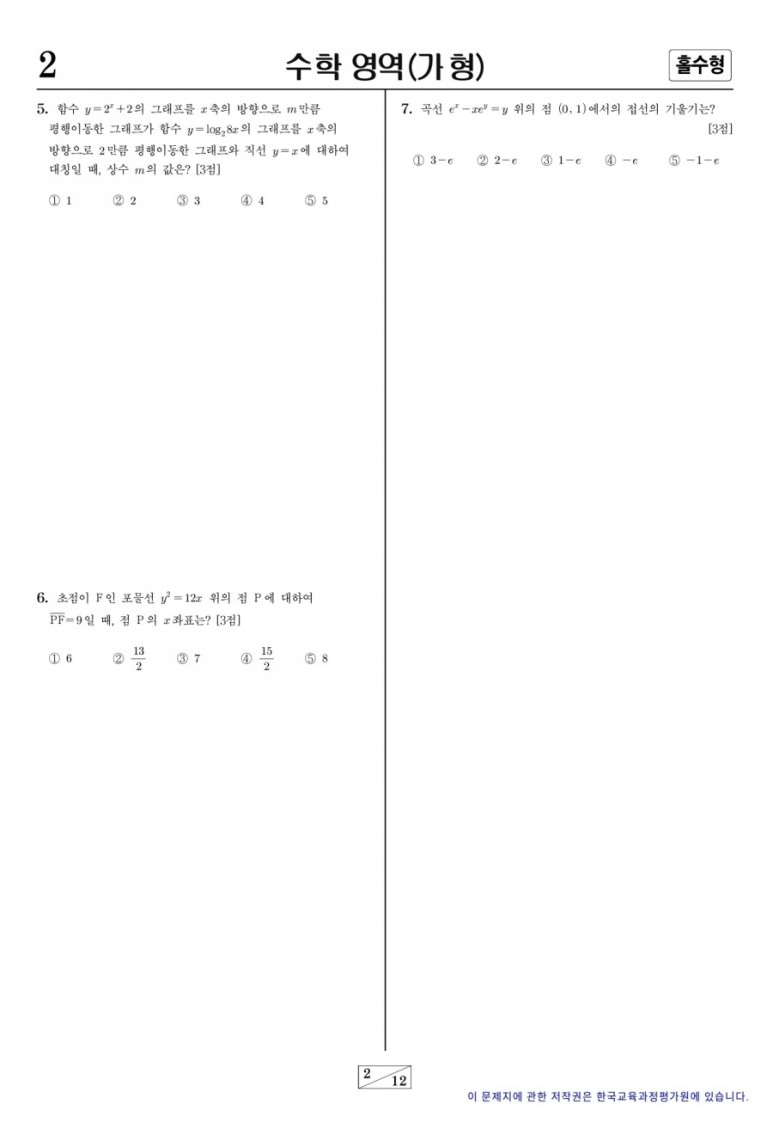 2
수학 영역(가형)
홀수형
5. 함수 y=2^x+2의 그래프를 x축의 방향으로 m만큼
평행이동한 그래프가 함수 y=log_2 8x의 그래프를 x축의
방향으로 2만큼 평행이동한 그래프와 직선 y=x에 대하여
대칭일 때, 상수 m의 값은? [3점]
① 1 ② 2 ③ 3 ④ 4 ⑤ 5
6. 초점이 F인 포물선 y^2=12x 위의 점 P에 대하여
\overline{PF}=9일 때, 점 P의 x좌표는? [3점]
① 6 ② 13/2 ③ 7 ④ 15/2 ⑤ 8
7. 곡선 e^x-xe^y=y 위의 점 (0, 1)에서의 접선의 기울기는?
[3점]
① 3-e ② 2-e ③ 1-e ④ -e ⑤ -1-e
2
12
이 문제지에 관한 저작권은 한국교육과정평가원에 있습니다.